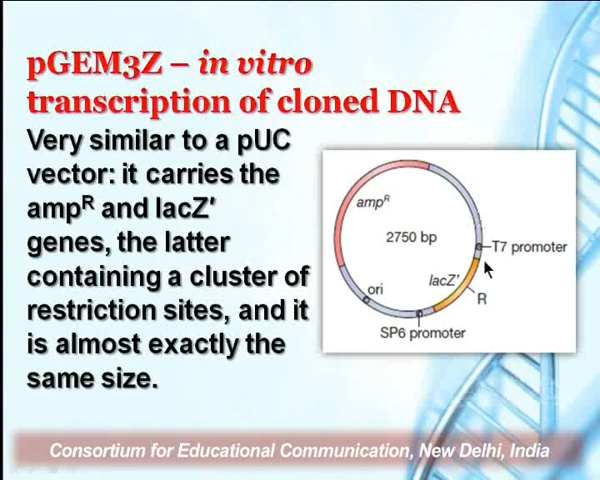 pGEM3Z – in vitro
transcription of cloned DNA
Very similar to a pUC
vector: it carries the
ampᴿ and lacZ′
genes, the latter
containing a cluster of
restriction sites, and it
is almost exactly the
same size.
ampᴿ
2750 bp
T7 promoter
lacZ′
ori
R
SP6 promoter
Consortium for Educational Communication, New Delhi, India